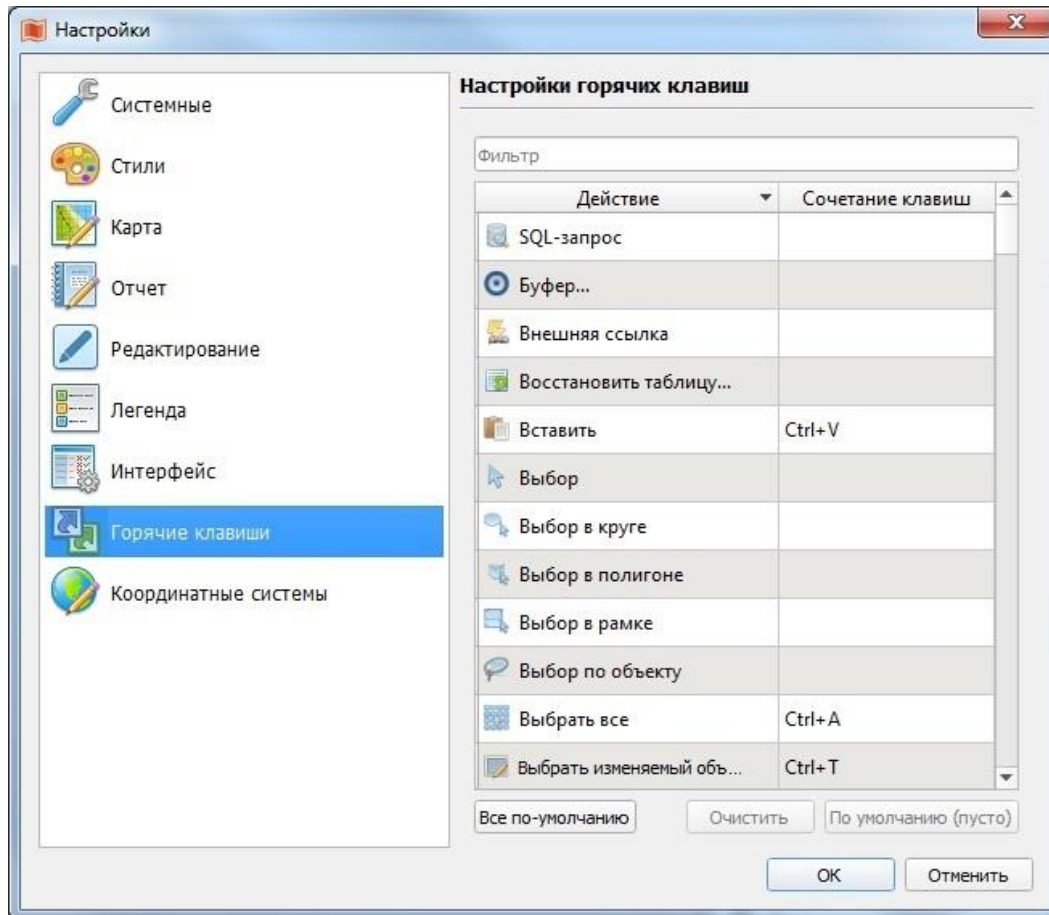 Настройки
Системные
Стили
Карта
Отчет
Редактирование
Легенда
Интерфейс
Горячие клавиши
Координатные системы
Настройки горячих клавиш
Фильтр
Действие Сочетание клавиш
SQL-запрос
Буфер...
Внешняя ссылка
Восстановить таблицу...
Вставить Ctrl+V
Выбор
Выбор в круге
Выбор в полигоне
Выбор в рамке
Выбор по объекту
Выбрать все Ctrl+A
Выбрать изменяемый объ... Ctrl+T
Все по-умолчанию Очистить По умолчанию (пусто)
ОК Отменить